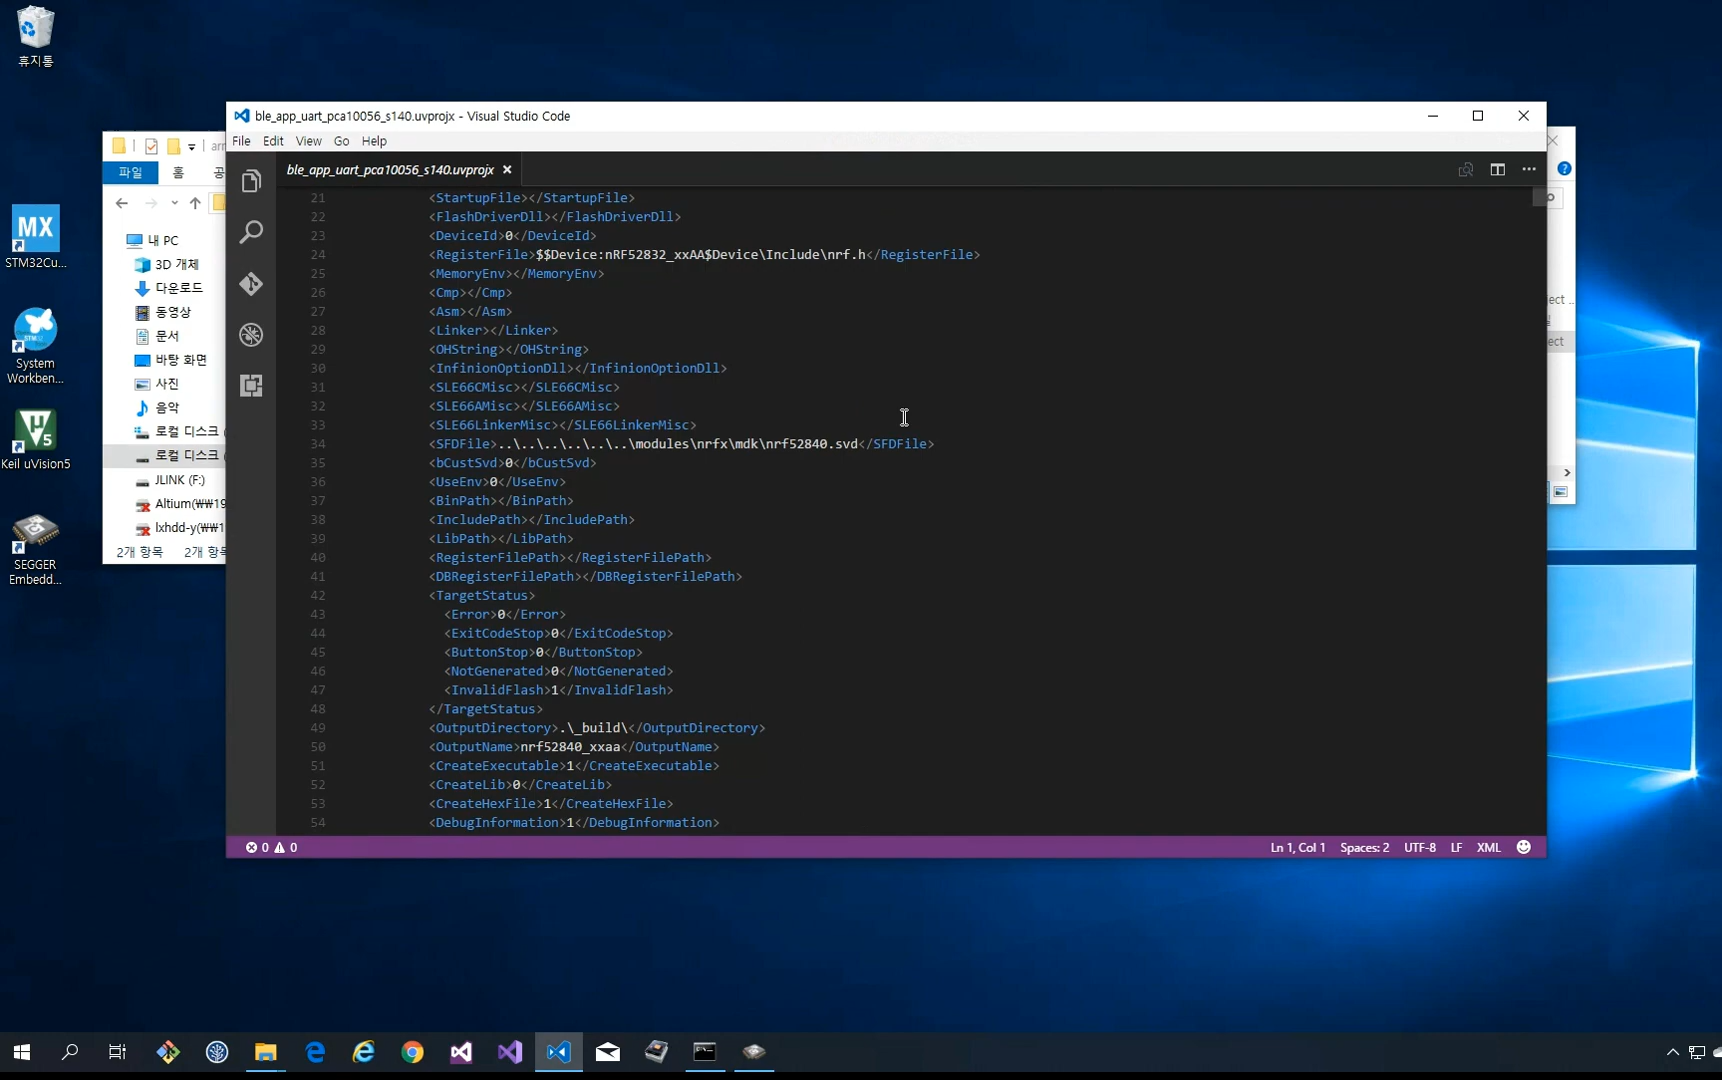 휴지통
MX
STM32Cu...
System
Workben...
Keil uVision5
SEGGER
Embedd...
파일
홈
내 PC
3D 개체
다운로드
동영상
문서
바탕 화면
사진
음악
로컬 디스크
로컬 디스크
JLINK (F:)
Altium(₩₩19
lxhdd-y(₩₩1
2개 항목 2개 항목
ble_app_uart_pca10056_s140.uvprojx - Visual Studio Code
File Edit View Go Help
ble_app_uart_pca10056_s140.uvprojx
21 <StartupFile></StartupFile>
22 <FlashDriverDll></FlashDriverDll>
23 <DeviceId>0</DeviceId>
24 <RegisterFile>$$Device:nRF52832_xxAA$Device\Include\nrf.h</RegisterFile>
25 <MemoryEnv></MemoryEnv>
26 <Cmp></Cmp>
27 <Asm></Asm>
28 <Linker></Linker>
29 <OHString></OHString>
30 <InfinionOptionDll></InfinionOptionDll>
31 <SLE66CMisc></SLE66CMisc>
32 <SLE66AMisc></SLE66AMisc>
33 <SLE66LinkerMisc></SLE66LinkerMisc>
34 <SFDFile>..\..\..\..\..\..\modules\nrfx\mdk\nrf52840.svd</SFDFile>
35 <bCustSvd>0</bCustSvd>
36 <UseEnv>0</UseEnv>
37 <BinPath></BinPath>
38 <IncludePath></IncludePath>
39 <LibPath></LibPath>
40 <RegisterFilePath></RegisterFilePath>
41 <DBRegisterFilePath></DBRegisterFilePath>
42 <TargetStatus>
43 <Error>0</Error>
44 <ExitCodeStop>0</ExitCodeStop>
45 <ButtonStop>0</ButtonStop>
46 <NotGenerated>0</NotGenerated>
47 <InvalidFlash>1</InvalidFlash>
48 </TargetStatus>
49 <OutputDirectory>.\_build\</OutputDirectory>
50 <OutputName>nrf52840_xxaa</OutputName>
51 <CreateExecutable>1</CreateExecutable>
52 <CreateLib>0</CreateLib>
53 <CreateHexFile>1</CreateHexFile>
54 <DebugInformation>1</DebugInformation>
0 0
Ln 1, Col 1 Spaces: 2 UTF-8 LF XML
ect ..
ect